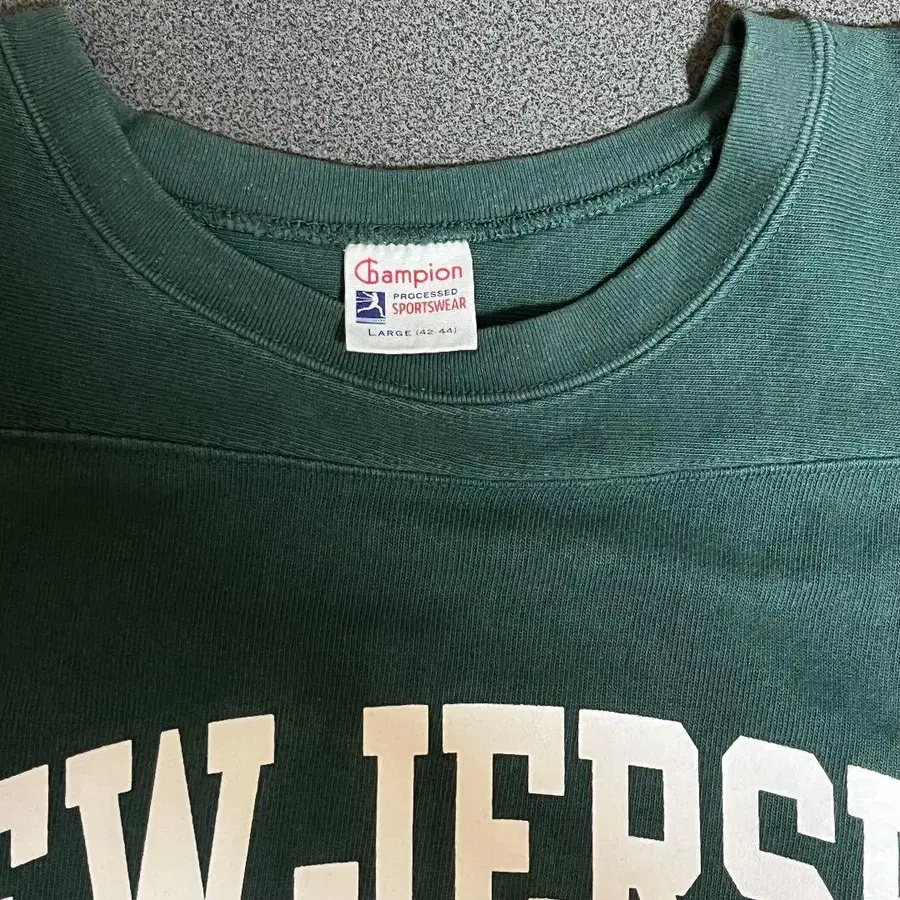 Champion
PROCESSED
SPORTSWEAR
LARGE (42-44)
EW JERS